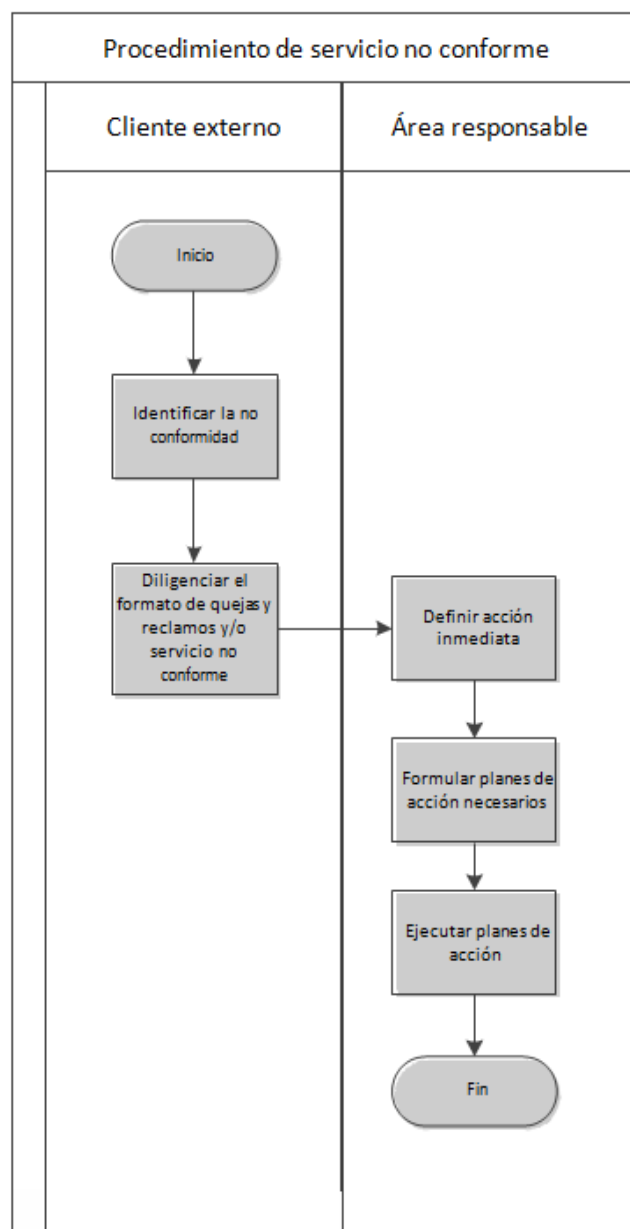 Procedimiento de servicio no conforme
Cliente externo
Área responsable
Inicio
Identificar la no
conformidad
Diligenciar el
formato de quejas y
reclamos y/o
servicio no
conforme
Definir acción
inmediata
Formular planes de
acción necesarios
Ejecutar planes de
acción
Fin